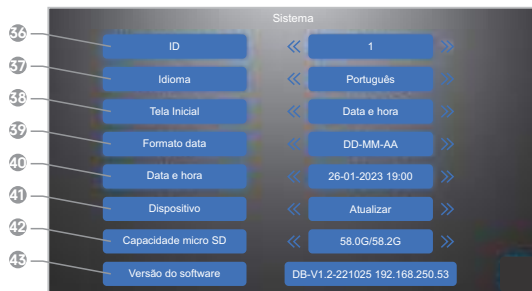 Sistema
36 ID « 1 »
37 Idioma « Português »
38 Tela Inicial « Data e hora »
39 Formato data « DD-MM-AA »
40 Data e hora « 26-01-2023 19:00 »
41 Dispositivo « Atualizar »
42 Capacidade micro SD « 58.0G/58.2G »
43 Versão do software DB-V1.2-221025 192.168.250.53